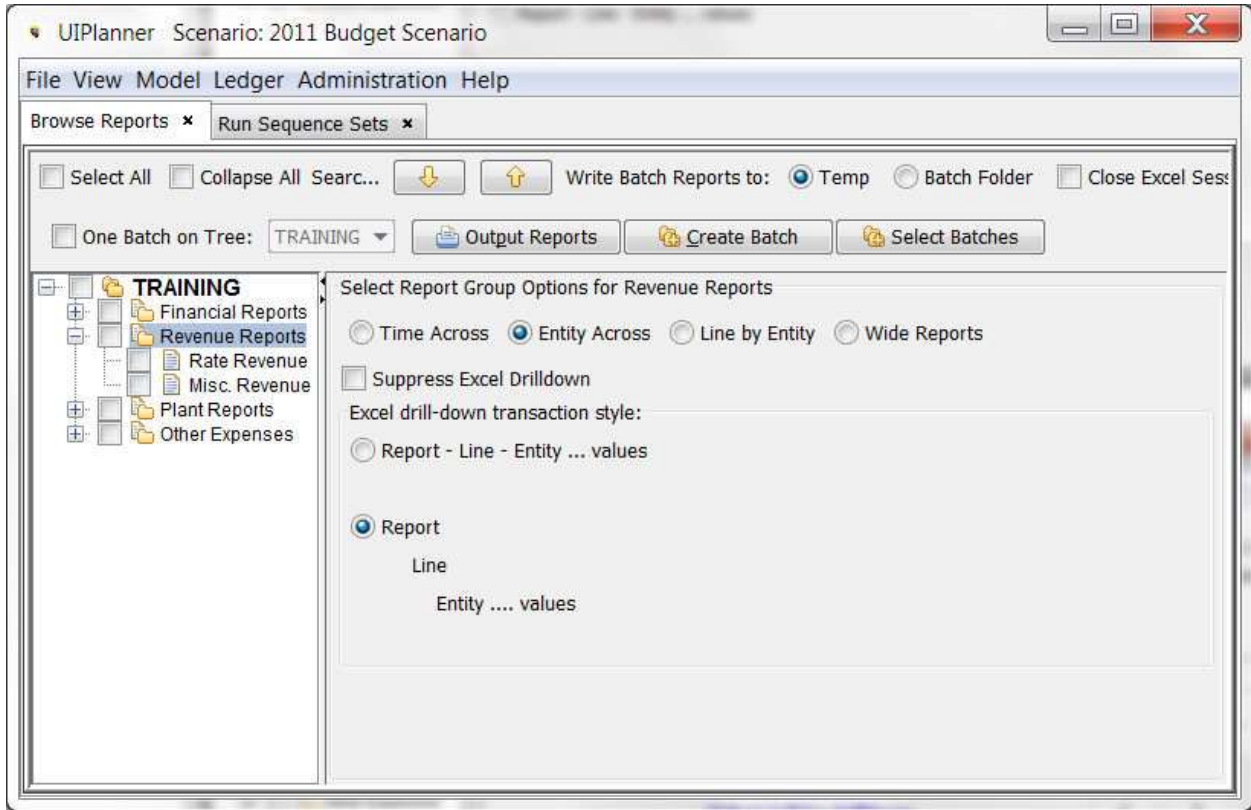 UIPlanner Scenario: 2011 Budget Scenario
File View Model Ledger Administration Help
Browse Reports × Run Sequence Sets ×
Select All Collapse All Searc... Write Batch Reports to: Temp Batch Folder Close Excel Sess
One Batch on Tree: TRAINING Output Reports Create Batch Select Batches
TRAINING
Financial Reports
Revenue Reports
Rate Revenue
Misc. Revenue
Plant Reports
Other Expenses
Select Report Group Options for Revenue Reports
Time Across Entity Across Line by Entity Wide Reports
Suppress Excel Drilldown
Excel drill-down transaction style:
Report - Line - Entity ... values
Report
Line
Entity .... values